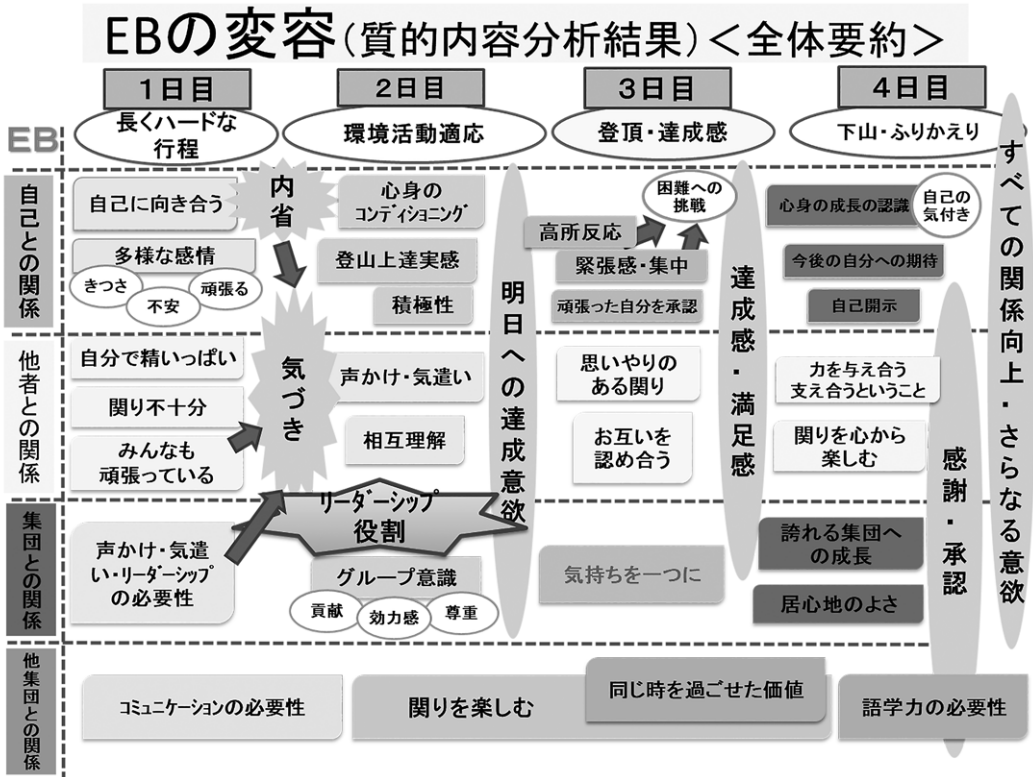 EBの変容(質的内容分析結果)＜全体要約＞
1日目
2日目
3日目
4日目
EB
長くハードな
行程
環境活動適応
登頂・達成感
下山・ふりかえり
すべての関係向上・さらなる意欲
自己との関係
自己に向き合う
多様な感情
きつさ
不安
頑張る
内省
気づき
心身の
コンディショニング
登山上達実感
積極性
明日への達成意欲
困難への
挑戦
高所反応
緊張感・集中
頑張った自分を承認
達成感・満足感
心身の成長の認識
自己の
気付き
今後の自分への期待
自己開示
他者との関係
自分で精いっぱい
関り不十分
みんなも
頑張っている
声かけ・気遣い
相互理解
思いやりの
ある関り
お互いを
認め合う
力を与え合う
支え合うということ
関りを心から
楽しむ
感謝・承認
集団との関係
声かけ・気遣
い・リーダーシップ
の必要性
リーダーシップ
役割
グループ意識
貢献
効力感
尊重
気持ちを一つに
誇れる集団へ
の成長
居心地のよさ
他集団との関係
コミュニケーションの必要性
関りを楽しむ
同じ時を過ごせた価値
語学力の必要性